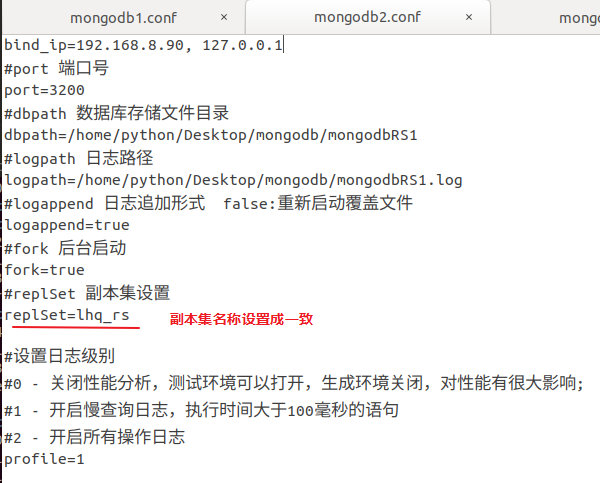 mongodb1.conf × mongodb2.conf × mong
bind_ip=192.168.8.90, 127.0.0.1
#port 端口号
port=3200
#dbpath 数据库存储文件目录
dbpath=/home/python/Desktop/mongodb/mongodbRS1
#logpath 日志路径
logpath=/home/python/Desktop/mongodb/mongodbRS1.log
#logappend 日志追加形式 false:重新启动覆盖文件
logappend=true
#fork 后台启动
fork=true
#replSet 副本集设置
replSet=lhq_rs 副本集名称设置成一致
#设置日志级别
#0 - 关闭性能分析，测试环境可以打开，生成环境关闭，对性能有很大影响;
#1 - 开启慢查询日志，执行时间大于100毫秒的语句
#2 - 开启所有操作日志
profile=1